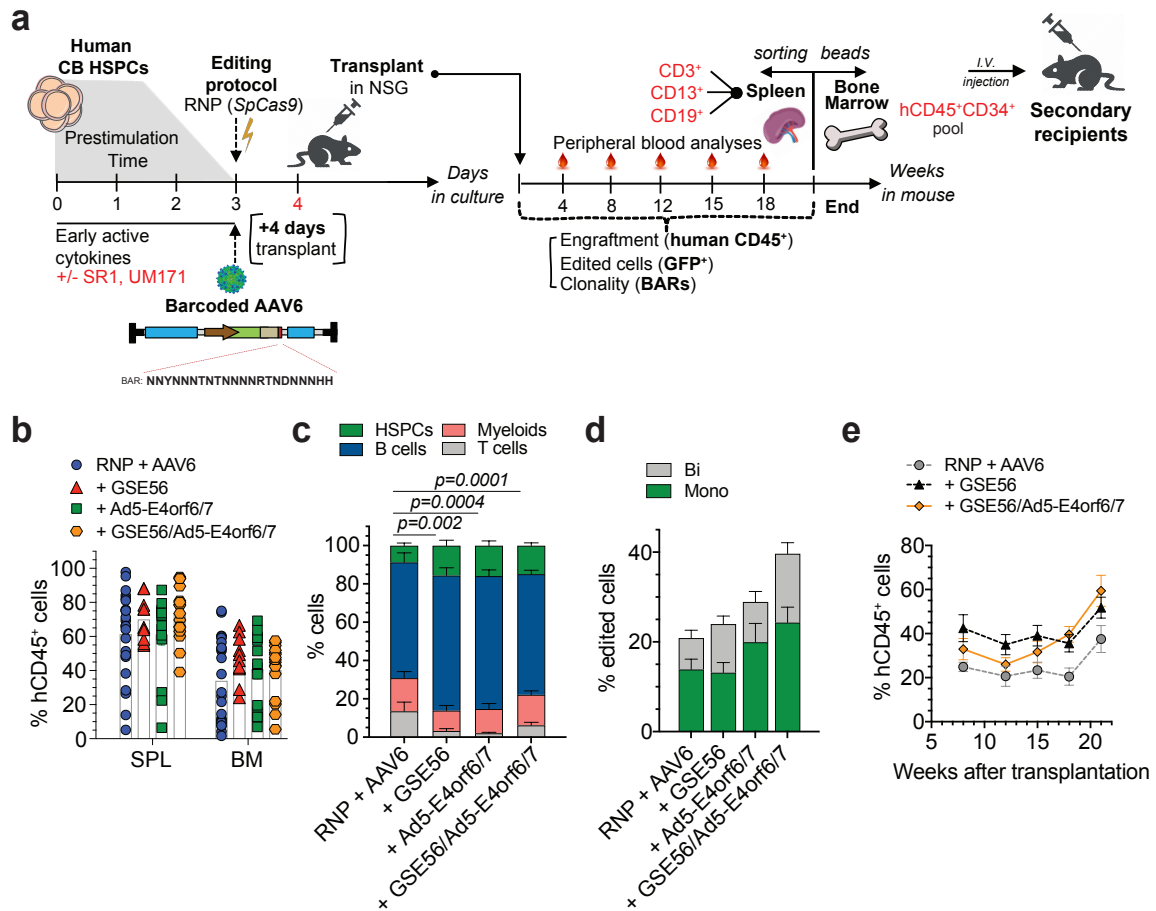 a
Human
CB HSPCs
Prestimulation
Time
Editing
protocol
RNP (SpCas9)
Transplant
in NSG
0 1 2 3 4
Days
in culture
Early active
cytokines
+/- SR1, UM171
+4 days
transplant
Barcoded AAV6
BAR: NNYNNNTNTNNNNRTNDNNNHH
CD3⁺
CD13⁺
CD19⁺
sorting beads
Spleen
Bone
Marrow
Peripheral blood analyses
4 8 12 15 18 End
Weeks
in mouse
Engraftment (human CD45⁺)
Edited cells (GFP⁺)
Clonality (BARs)
hCD45⁺CD34⁺
pool
I.V.
injection
Secondary
recipients
b
RNP + AAV6
+ GSE56
+ Ad5-E4orf6/7
+ GSE56/Ad5-E4orf6/7
% hCD45⁺ cells
100
80
60
40
20
0
SPL BM
c
HSPCs Myeloids
B cells T cells
p=0.0001
p=0.0004
p=0.002
% cells
100
80
60
40
20
0
RNP + AAV6
+ GSE56
+ Ad5-E4orf6/7
+ GSE56/Ad5-E4orf6/7
d
Bi
Mono
% edited cells
40
20
0
RNP + AAV6
+ GSE56
+ Ad5-E4orf6/7
+ GSE56/Ad5-E4orf6/7
e
RNP + AAV6
+ GSE56
+ GSE56/Ad5-E4orf6/7
% hCD45⁺ cells
80
60
40
20
0
5 10 15 20
Weeks after transplantation